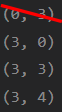 (0, 3)
(3, 0)
(3, 3)
(3, 4)